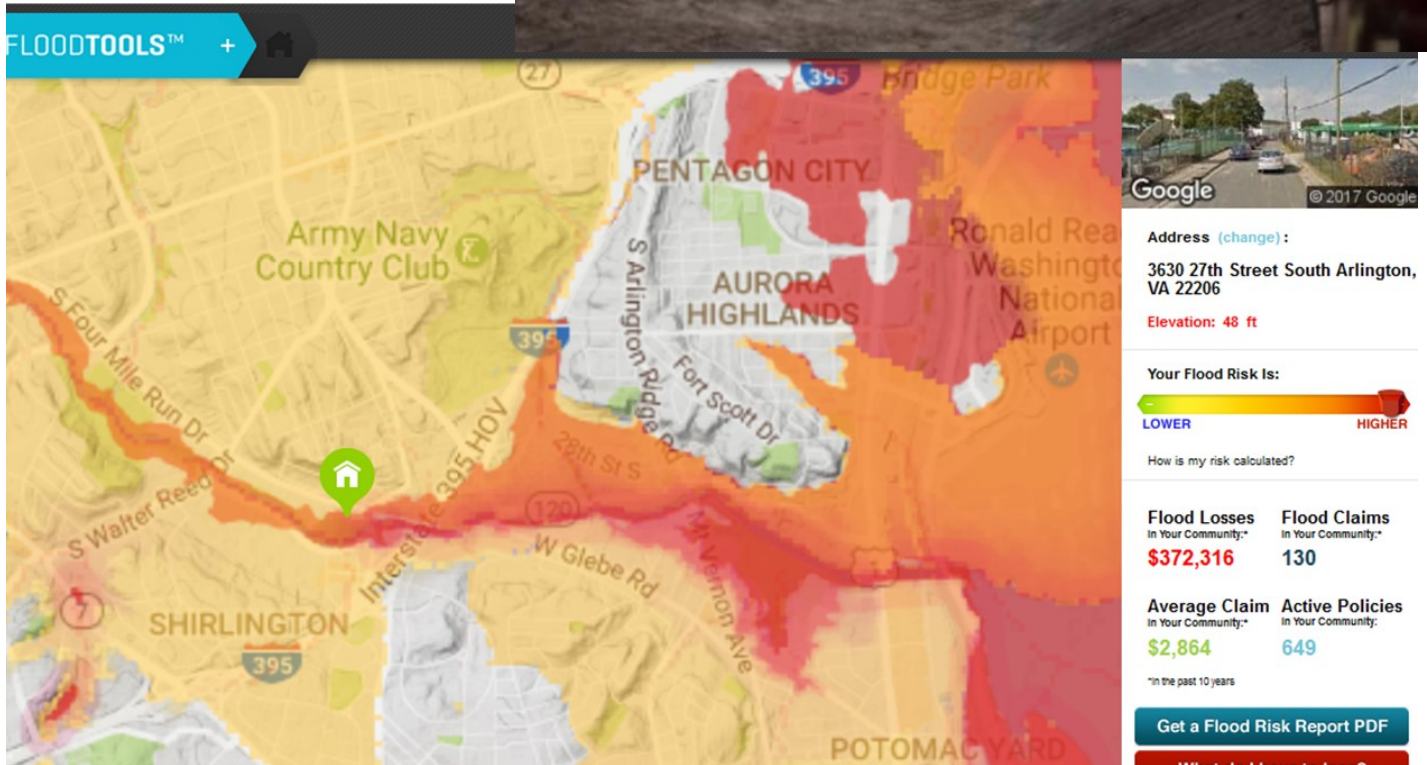 FLOODTOOLS™ +
27
395
Bridge Park
PENTAGON CITY
Army Navy
Country Club
S Arlington Ridge Rd
AURORA
HIGHLANDS
Ronald Rea
Washingto
National
Airport
395
Fort Scott Dr
S Four Mile Run Dr
Interstate 395 HOV
28th St S
120
S Walter Reed Dr
W Glebe Rd
Mt Vernon Ave
1
7
SHIRLINGTON
395
POTOMAC YARD
Google
© 2017 Google
Address (change) :
3630 27th Street South Arlington,
VA 22206
Elevation: 48 ft
Your Flood Risk Is:
LOWER HIGHER
How is my risk calculated?
Flood Losses Flood Claims
In Your Community:* In Your Community:*
$372,316 130
Average Claim Active Policies
In Your Community:* In Your Community:
$2,864 649
*In the past 10 years
Get a Flood Risk Report PDF